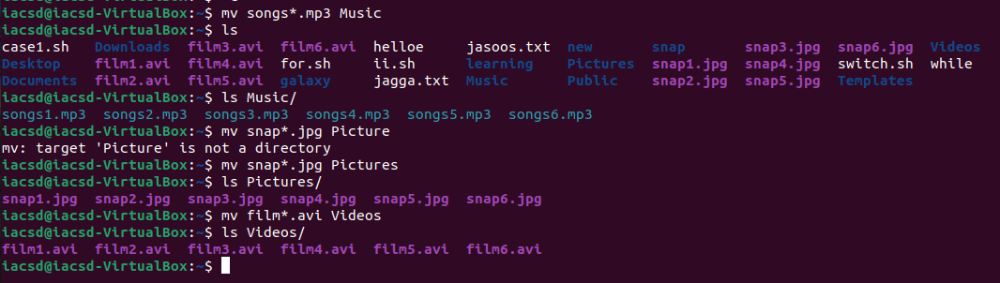 iacsd@iacsd-VirtualBox:~$ mv songs*.mp3 Music
iacsd@iacsd-VirtualBox:~$ ls
case1.sh Downloads film3.avi film6.avi helloe jasoos.txt new snap snap3.jpg snap6.jpg Videos
Desktop film1.avi film4.avi for.sh ii.sh learning Pictures snap1.jpg snap4.jpg switch.sh while
Documents film2.avi film5.avi galaxy jagga.txt Music Public snap2.jpg snap5.jpg Templates
iacsd@iacsd-VirtualBox:~$ ls Music/
songs1.mp3 songs2.mp3 songs3.mp3 songs4.mp3 songs5.mp3 songs6.mp3
iacsd@iacsd-VirtualBox:~$ mv snap*.jpg Picture
mv: target 'Picture' is not a directory
iacsd@iacsd-VirtualBox:~$ mv snap*.jpg Pictures
iacsd@iacsd-VirtualBox:~$ ls Pictures/
snap1.jpg snap2.jpg snap3.jpg snap4.jpg snap5.jpg snap6.jpg
iacsd@iacsd-VirtualBox:~$ mv film*.avi Videos
iacsd@iacsd-VirtualBox:~$ ls Videos/
film1.avi film2.avi film3.avi film4.avi film5.avi film6.avi
iacsd@iacsd-VirtualBox:~$